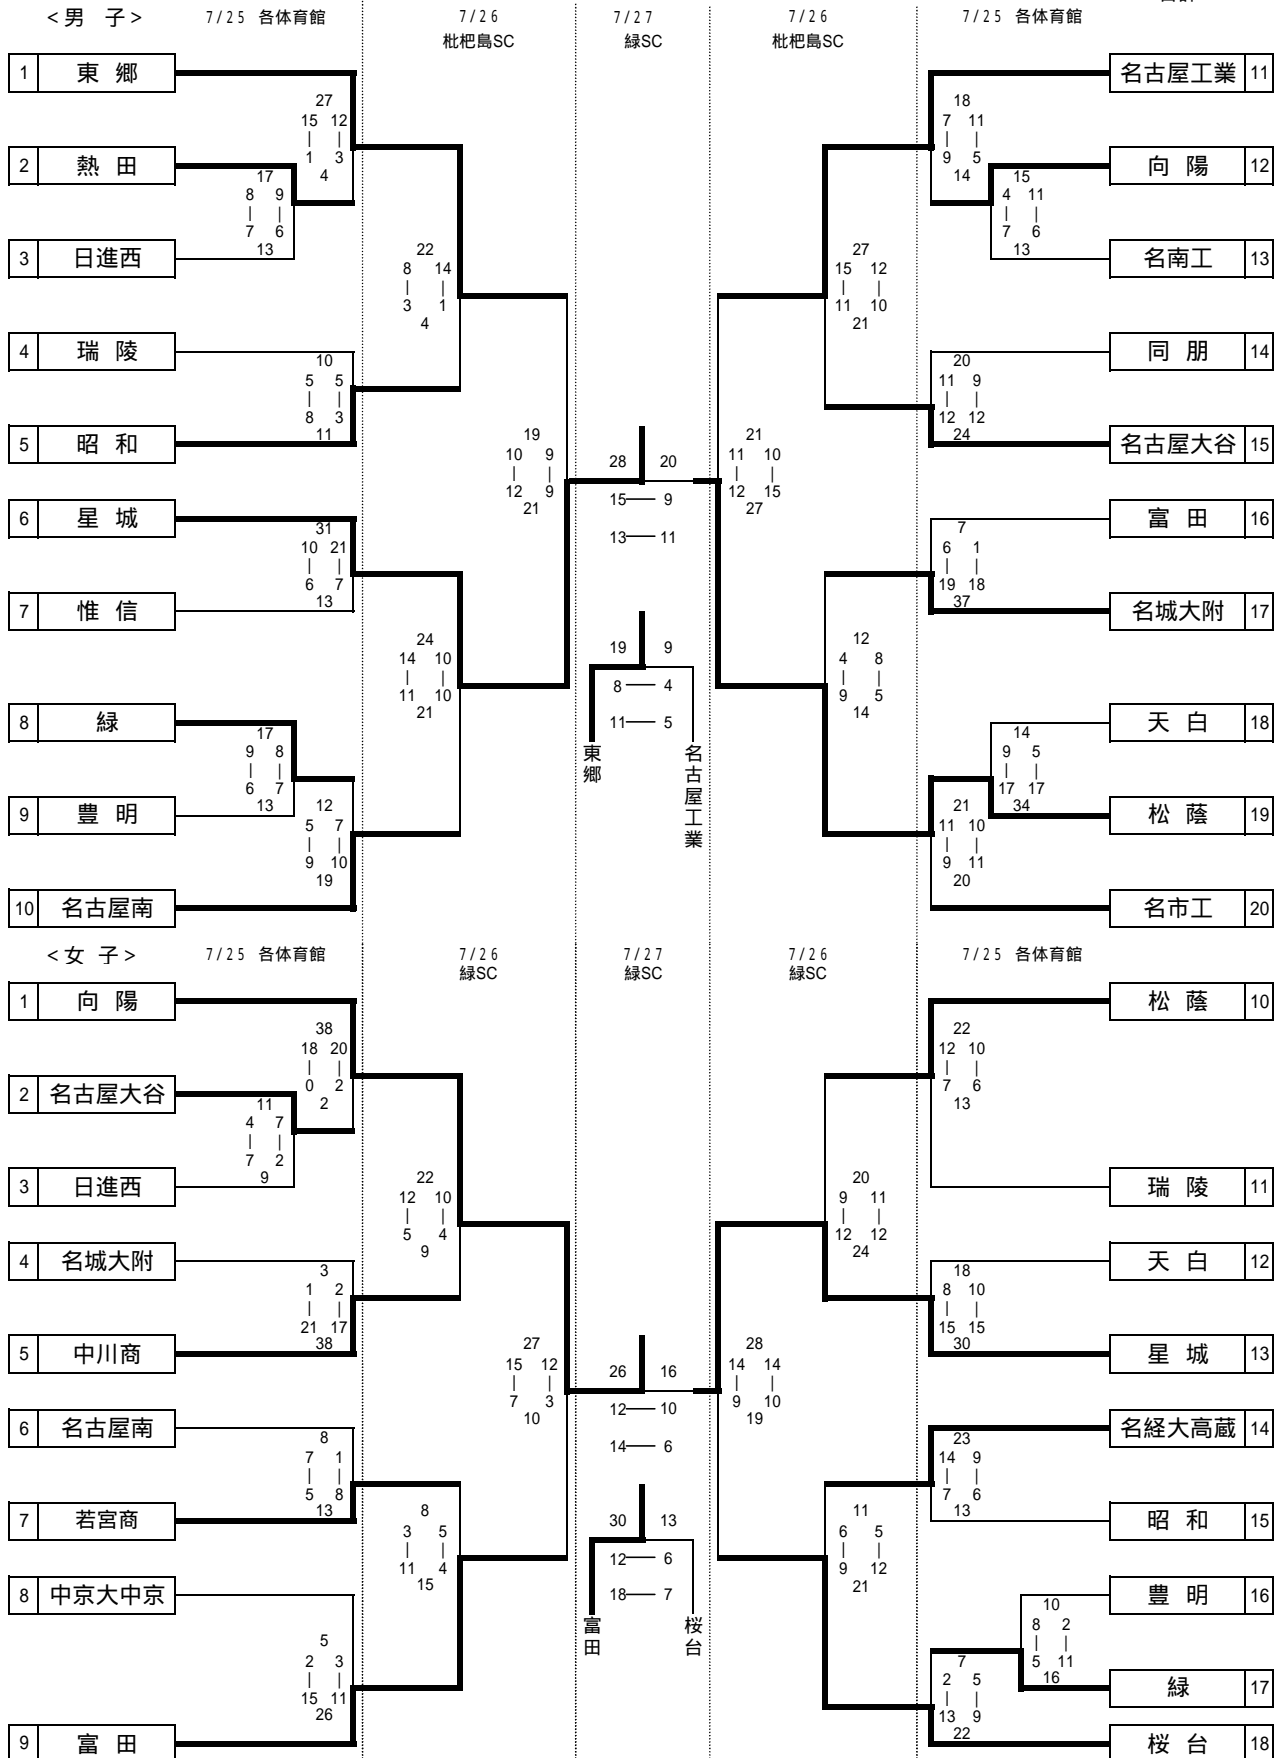 <男 子>
7/25 各体育館
7/26
枇杷島SC
7/27
緑SC
7/26
枇杷島SC
7/25 各体育館
1 東 郷
27
15 12
| |
1 3
4
2 熱 田
17
8 9
| |
7 6
13
3 日進西
22
8 14
| |
3 1
4
4 瑞 陵
10
5 5
| |
8 3
11
5 昭 和
19
10 9
| |
12 9
21
6 星 城
31
10 21
| |
6 7
13
7 惟 信
24
14 10
| |
11 10
21
8 緑
17
9 8
| |
6 7
13
9 豊 明
12
5 7
| |
9 10
19
10 名古屋南
28 20
15 — 9
13 — 11
19 9
8 — 4
11 — 5
東郷
名古屋工業
名古屋工業 11
18
7 11
| |
9 5
14
向 陽 12
15
4 11
| |
7 6
13
名南工 13
27
15 12
| |
11 10
21
同 朋 14
20
11 9
| |
12 12
24
名古屋大谷 15
21
11 10
| |
12 15
27
富 田 16
7
6 1
| |
19 18
37
名城大附 17
12
4 8
| |
9 5
14
天 白 18
14
9 5
| |
17 17
34
松 蔭 19
21
11 10
| |
9 11
20
名市工 20
<女 子>
7/25 各体育館
7/26
緑SC
7/27
緑SC
7/26
緑SC
7/25 各体育館
1 向 陽
38
18 20
| |
0 2
2
2 名古屋大谷
11
4 7
| |
7 2
9
3 日進西
22
12 10
| |
5 4
9
4 名城大附
3
1 2
| |
21 17
38
5 中川商
27
15 12
| |
7 3
10
6 名古屋南
8
7 1
| |
5 8
13
7 若宮商
8
3 5
| |
11 4
15
8 中京大中京
5
2 3
| |
15 11
26
9 富 田
26 16
12 — 10
14 — 6
30 13
12 — 6
18 — 7
富田
桜台
松 蔭 10
22
12 10
| |
7 6
13
瑞 陵 11
20
9 11
| |
12 12
24
天 白 12
18
8 10
| |
15 15
30
星 城 13
28
14 14
| |
9 10
19
名経大高蔵 14
23
14 9
| |
7 6
13
昭 和 15
11
6 5
| |
9 12
21
豊 明 16
10
8 2
| |
5 11
16
緑 17
7
2 5
| |
13 9
22
桜 台 18